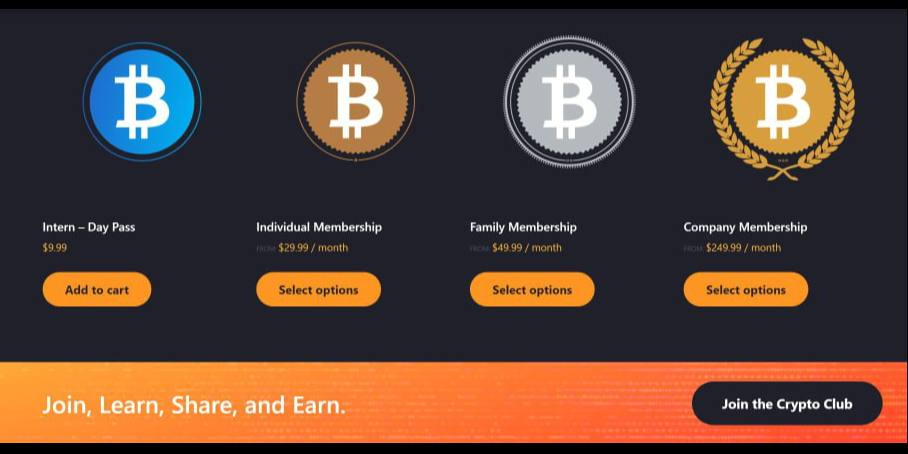 Intern – Day Pass
$9.99
Add to cart
Individual Membership
FROM $29.99 / month
Select options
Family Membership
FROM $49.99 / month
Select options
Company Membership
FROM $249.99 / month
Select options
Join, Learn, Share, and Earn.
Join the Crypto Club